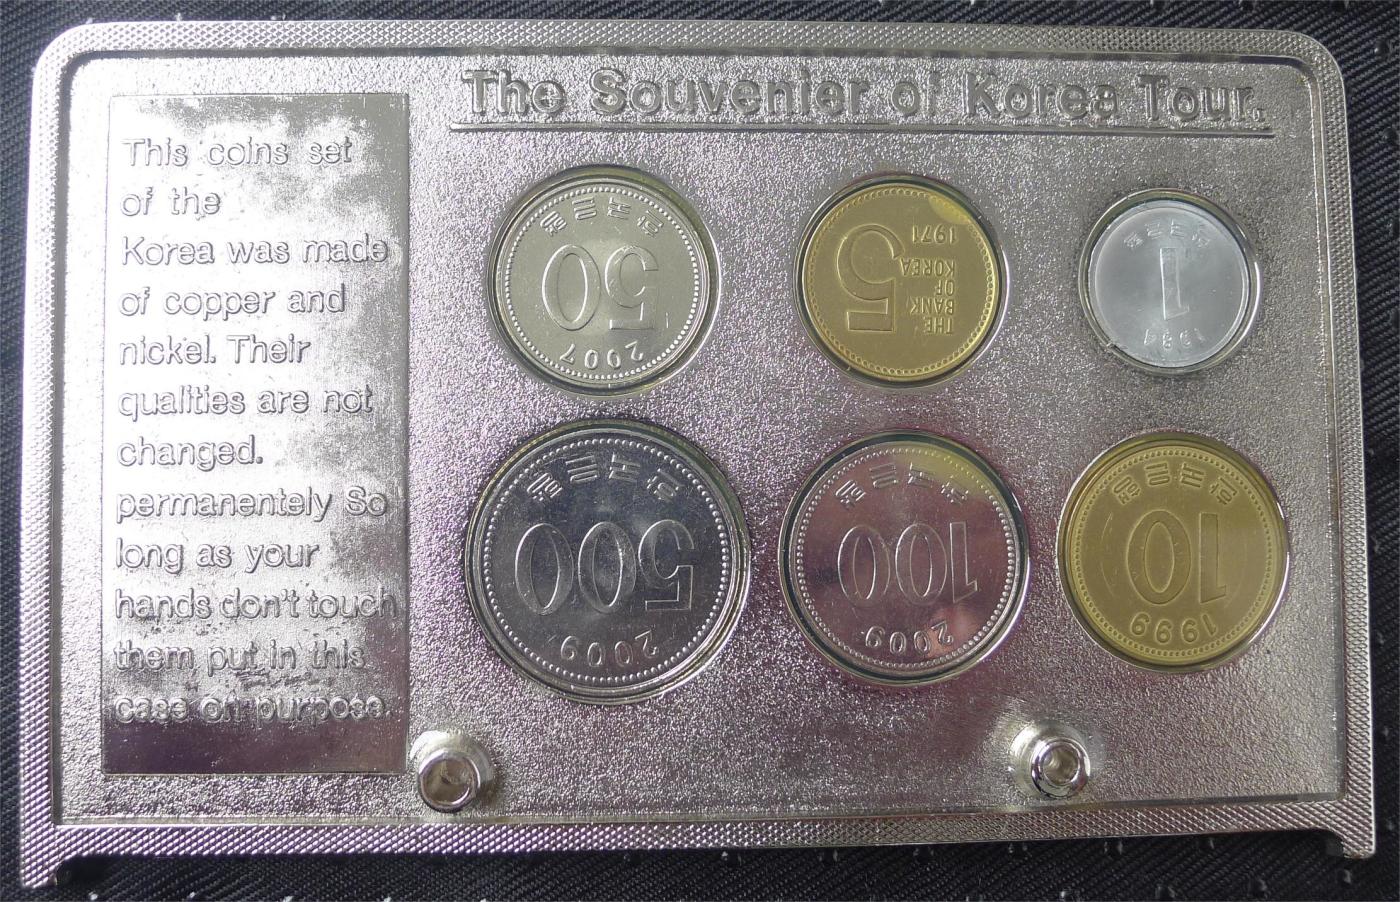 The Souvenier of Korea Tour.
This coins set
of the
Korea was made
of copper and
nickel. Their
qualities are not
changed.
permanentely So
long as your
hands don't touch
them put in this
case on purpose.
한국은행
50
2007
1971
5
THE
BANK
OF
KOREA
한국은행
1
1984
한국은행
500
2009
한국은행
100
2009
한국은행
10
1999